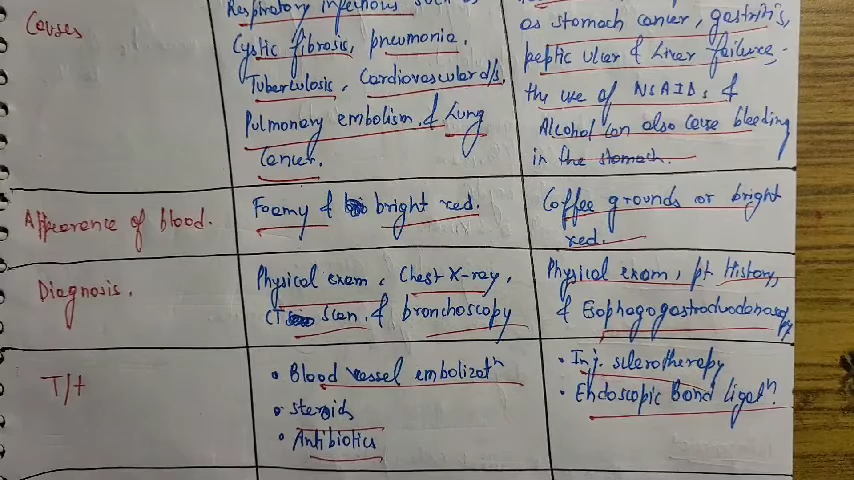 Causes
Respiratory infections such as
Cystic fibrosis, pneumonia.
Tuberculosis, Cardiovascular d/s,
Pulmonary embolism & Lung
Cancer.
as stomach cancer, gastritis,
peptic ulcer & Liver failure.
the use of NSAIDs &
Alcohol can also cause bleeding
in the stomach.
Appearence of blood.
Foamy & bright red.
Coffee grounds or bright
red.
Diagnosis.
Physical exam, Chest X-ray,
CT scan & bronchoscopy
Physical exam, pt History,
& Esophagogastroduodenoscopy
T/t
• Blood vessel embolizatⁿ
• steroids
• Antibiotics
• Inj. sclerotherapy
• Endoscopic Band ligatⁿ.